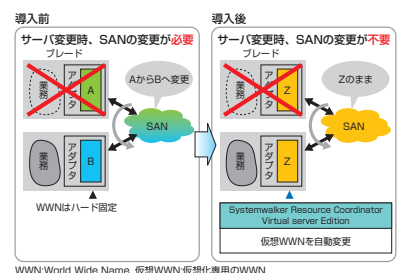 導入前
サーバ変更時、SANの変更が必要
ブレード
業務
アダプタ
A
AからBへ変更
SAN
業務
アダプタ
B
WWNはハード固定
導入後
サーバ変更時、SANの変更が不要
ブレード
業務
アダプタ
Z
Zのまま
SAN
業務
アダプタ
Z
Systemwalker Resource Coordinator
Virtual server Edition
仮想WWNを自動変更
WWN:World Wide Name 仮想WWN:仮想化専用のWWN